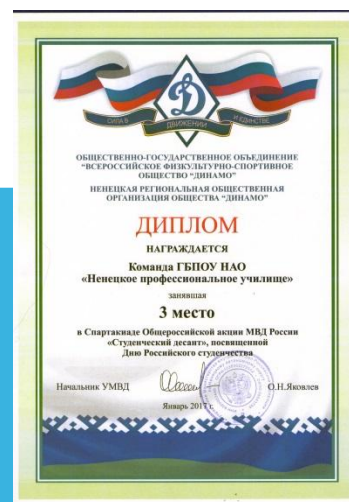 Д
СИЛА В ДВИЖЕНИИ И ЕДИНСТВЕ
ОБЩЕСТВЕННО-ГОСУДАРСТВЕННОЕ ОБЪЕДИНЕНИЕ
"ВСЕРОССИЙСКОЕ ФИЗКУЛЬТУРНО-СПОРТИВНОЕ
ОБЩЕСТВО "ДИНАМО"
НЕНЕЦКАЯ РЕГИОНАЛЬНАЯ ОБЩЕСТВЕННАЯ
ОРГАНИЗАЦИЯ ОБЩЕСТВА "ДИНАМО"
ДИПЛОМ
НАГРАЖДАЕТСЯ
Команда ГБПОУ НАО
«Ненецкое профессиональное училище»
занявшая
3 место
в Спартакиаде Общероссийской акции МВД России
«Студенческий десант», посвященной
Дню Российского студенчества
Начальник УМВД О.Н.Яковлев
Январь 2017 г.